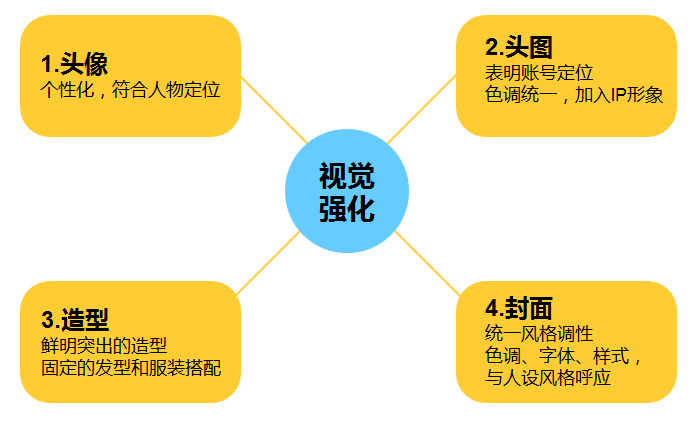 1.头像
个性化，符合人物定位
2.头图
表明账号定位
色调统一，加入IP形象
视觉
强化
3.造型
鲜明突出的造型
固定的发型和服装搭配
4.封面
统一风格调性
色调、字体、样式，
与人设风格呼应